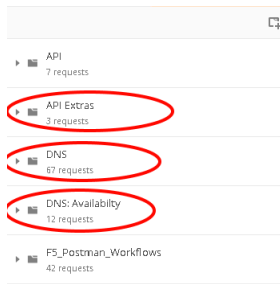 API
7 requests
API Extras
3 requests
DNS
67 requests
DNS: Availabilty
12 requests
F5_Postman_Workflows
42 requests